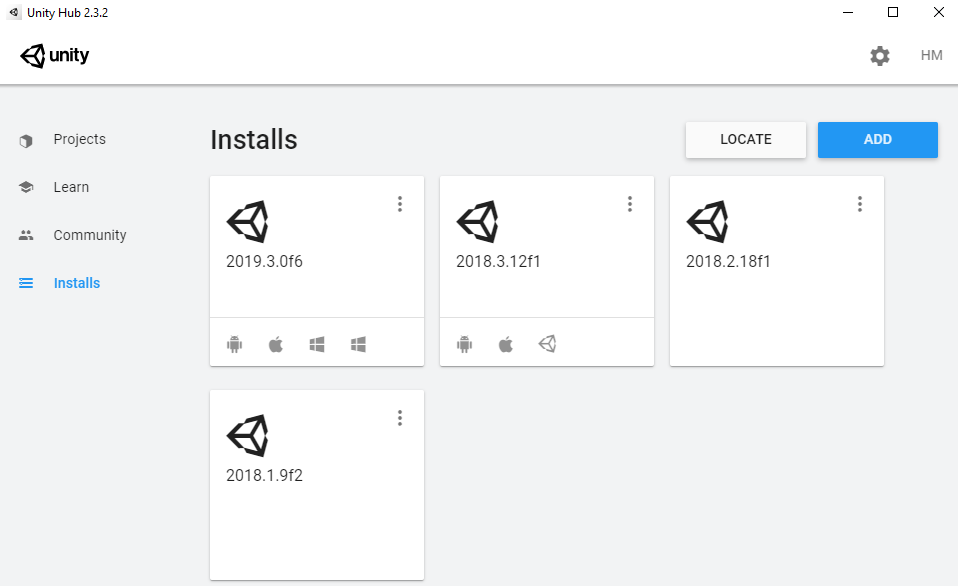 Unity Hub 2.3.2
unity
HM
Projects
Learn
Community
Installs
Installs
LOCATE
ADD
2019.3.0f6
2018.3.12f1
2018.2.18f1
2018.1.9f2